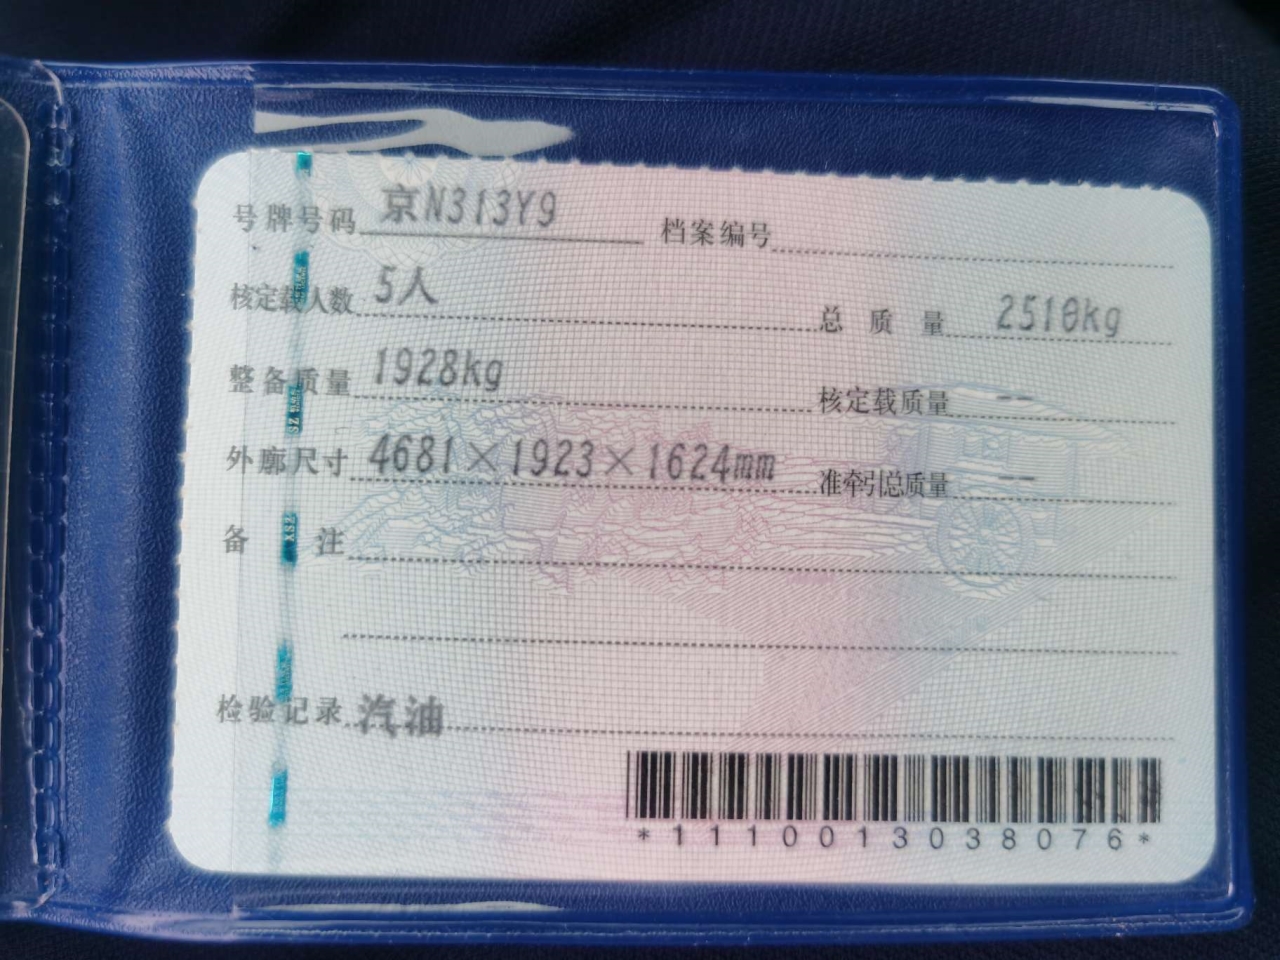 号牌号码 京N313Y9 档案编号
核定载人数 5人 总质量 2510kg
整备质量 1928kg 核定载质量 --
外廓尺寸 4681×1923×1624mm 准牵引总质量 --
备注
检验记录 汽油
*1110013038076*